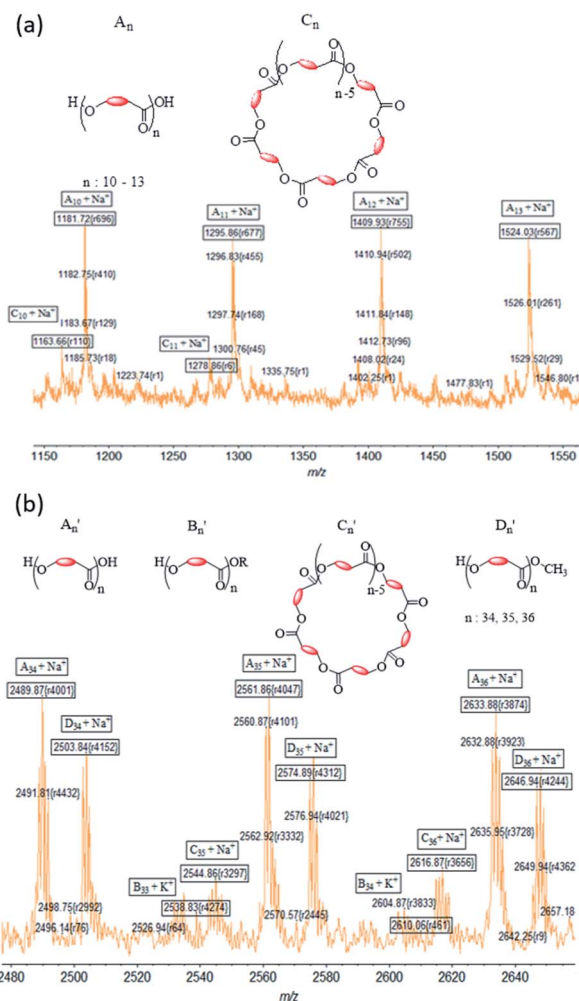 (a)
Aₙ
Cₙ
H
O
OH
O
n
n : 10 - 13
O
O
O
O
n-5
O
O
O
O
O
O
O
O
O
O
A₁₀ + Na⁺
1181.72{r696}
1182.75{r410}
C₁₀ + Na⁺
1183.67{r129}
1163.66{r110}
1185.73{r18}
1223.74{r1}
A₁₁ + Na⁺
1295.86{r677}
1296.83{r455}
1297.74{r168}
C₁₁ + Na⁺
1300.76{r45}
1278.86{r6}
1335.75{r1}
A₁₂ + Na⁺
1409.93{r755}
1410.94{r502}
1411.84{r148}
1412.73{r96}
1408.02{r24}
1402.25{r1}
1477.83{r1}
A₁₃ + Na⁺
1524.03{r567}
1526.01{r261}
1529.52{r29}
1546.80{r1
1150 1200 1250 1300 1350 1400 1450 1500 1550
m/z
(b)
Aₙ'
Bₙ'
Cₙ'
Dₙ'
H
O
OH
O
n
H
O
OR
O
n
O
O
O
O
n-5
O
O
O
O
O
O
O
O
O
O
H
O
OCH₃
O
n
n : 34, 35, 36
A₃₄ + Na⁺
2489.87{r4001}
D₃₄ + Na⁺
2503.84{r4152}
2491.81{r4432}
2498.75{r2992}
2496.14{r76}
B₃₃ + K⁺
2538.83{r4274}
2526.94{r64}
C₃₅ + Na⁺
2544.86{r3297}
A₃₅ + Na⁺
2561.86{r4047}
2560.87{r4101}
D₃₅ + Na⁺
2574.89{r4312}
2576.94{r4021}
2562.92{r3332}
2570.57{r2445}
B₃₄ + K⁺
2604.87{r3833}
2610.06{r461}
C₃₆ + Na⁺
2616.87{r3656}
A₃₆ + Na⁺
2633.88{r3874}
2632.88{r3923}
D₃₆ + Na⁺
2646.94{r4244}
2635.95{r3728}
2649.94{r4362
2657.18
2642.25{r9}
2480 2500 2520 2540 2560 2580 2600 2620 2640
m/z